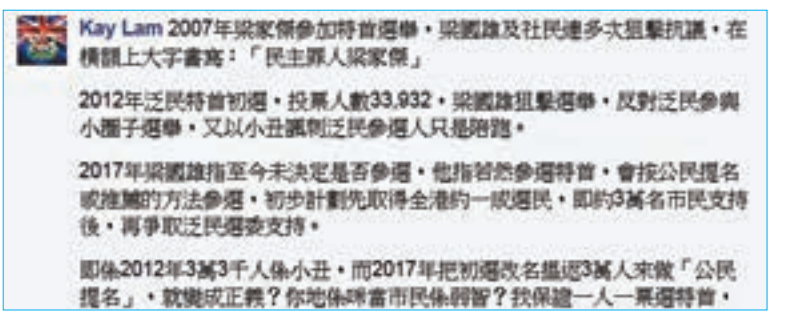 Kay Lam 2007年梁家傑參加特首選舉，梁國雄及社民連多次狙擊抗議，在
橫額上大字書寫：「民主罪人梁家傑」
2012年泛民特首初選，投票人數33,932，梁國雄狙擊選舉，反對泛民參與
小圈子選舉，又以小丑諷刺泛民參選人只是陪跑。
2017年梁國雄指至今未決定是否參選，他指若然參選特首，會按公民提名
或推薦的方法參選，初步計劃先取得全港約一成選民，即約3萬名市民支持
後，再爭取泛民選委支持。
即係2012年3萬3千人係小丑，而2017年把初選改名搵返3萬人來做「公民
提名」，就變成正義？你地係咪當市民係弱智？我保證一人一票選特首，